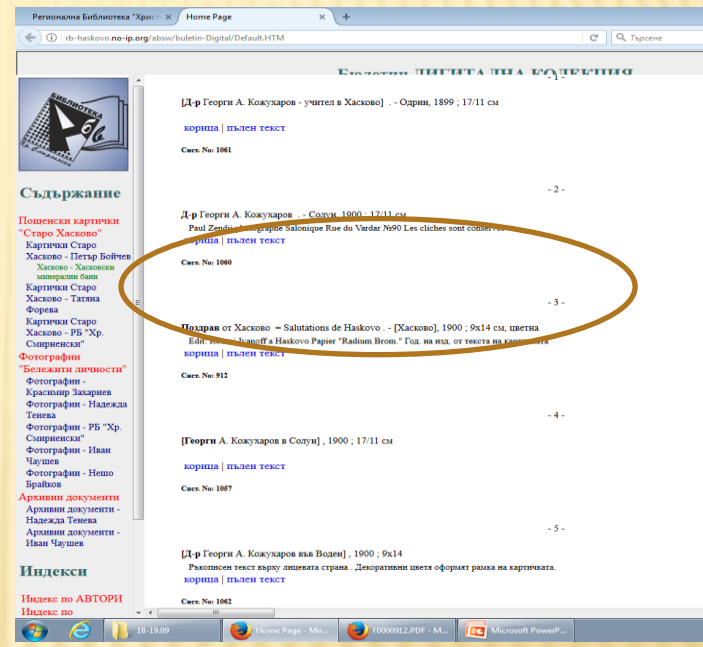 Регионална Библиотека "Христ
Home Page
rb-haskovo.no-ip.org/absw/buletin-Digital/Default.HTM
Търсене
Бюлетин ДИГИТАЛНА КОЛЕКЦИЯ
БИБЛИОТЕКА
Съдържание
Пощенски картички
"Старо Хасково"
Картички Старо
Хасково - Петър Бойчев
Хасково - Хасковски
минерални бани
Картички Старо
Хасково - Татяна
Форева
Картички Старо
Хасково - РБ "Хр.
Смирненски"
Фотографии
"Бележити личности"
Фотографии -
Красимир Захариев
Фотографии - Надежда
Тенева
Фотографии - РБ "Хр.
Смирненски"
Фотографии - Иван
Чаушев
Фотографии - Нешо
Брайков
Архивни документи
Архивни документи -
Надежда Тенева
Архивни документи -
Иван Чаушев
Индекси
Индекс по АВТОРИ
Индекс по
- 1 -
[Д-р Георги А. Кожухаров - учител в Хасково] . - Одрин, 1899 ; 17/11 см
корица | пълен текст
Сист. No: 1061
- 2 -
Д-р Георги А. Кожухаров . - Солун, 1900 ; 17/11 см
Paul Zendji photographe Salonique Rue du Vardar №90 Les cliches sont conserves
корица | пълен текст
Сист. No: 1060
- 3 -
Поздрав от Хасково = Salutations de Haskovo . - [Хасково], 1900 ; 9x14 см, цветна
Edit. Ivanoff a Haskovo Papier "Radium Brom." Год. на изд. от текста на картичката
корица | пълен текст
Сист. No: 912
- 4 -
[Георги А. Кожухаров в Солун] , 1900 ; 17/11 см
корица | пълен текст
Сист. No: 1057
- 5 -
[Д-р Георги А. Кожухаров във Воден] , 1900 ; 9x14
Ръкописен текст върху лицевата страна . Декоративни цветя оформят рамка на картичката.
корица | пълен текст
Сист. No: 1062
18-19.09
Home Page - Mo...
F0000912.PDF - M...
Microsoft PowerP...